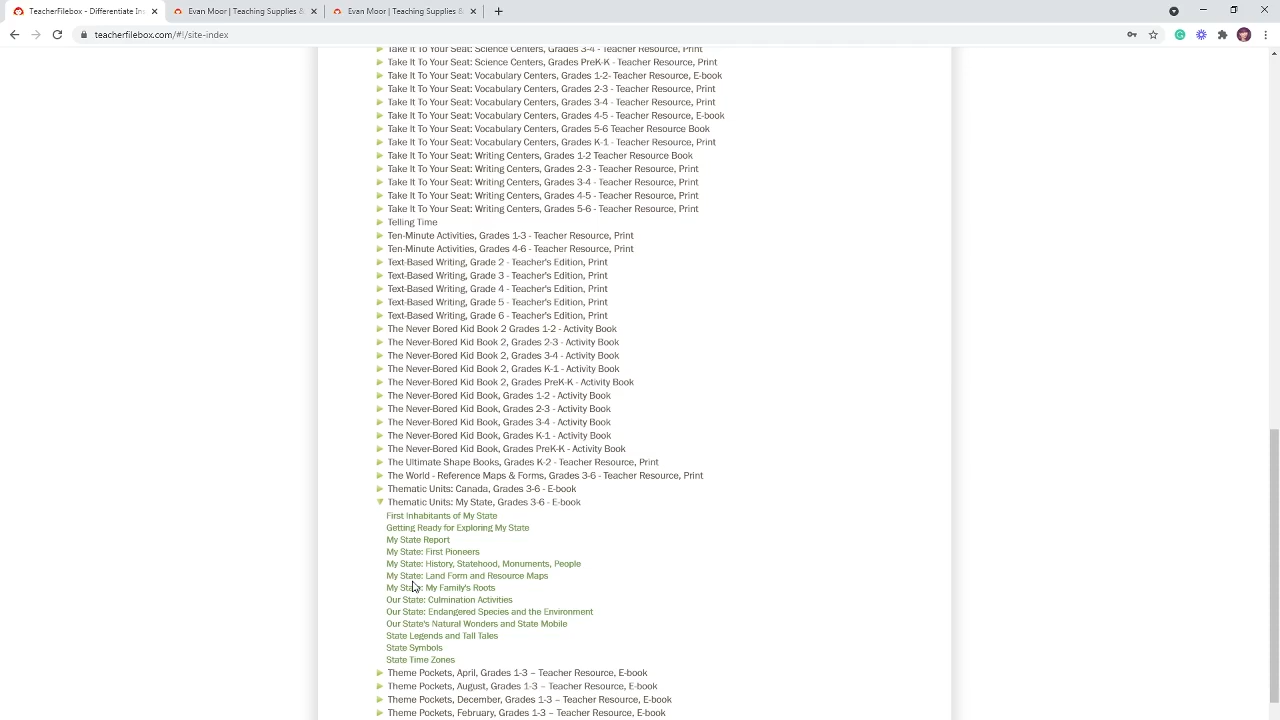 TeacherFilebox - Differentiate Ins
Evan Moor | Teaching Supplies &
Evan Moor | Teaching Supplies &
teacherfilebox.com/#!/site-index
Take It To Your Seat: Science Centers, Grades 3-4 - Teacher Resource, Print
Take It To Your Seat: Science Centers, Grades PreK-K - Teacher Resource, Print
Take It To Your Seat: Vocabulary Centers, Grades 1-2- Teacher Resource, E-book
Take It To Your Seat: Vocabulary Centers, Grades 2-3 - Teacher Resource, Print
Take It To Your Seat: Vocabulary Centers, Grades 3-4 - Teacher Resource, Print
Take It To Your Seat: Vocabulary Centers, Grades 4-5 - Teacher Resource, E-book
Take It To Your Seat: Vocabulary Centers, Grades 5-6 Teacher Resource Book
Take It To Your Seat: Vocabulary Centers, Grades K-1 - Teacher Resource, Print
Take It To Your Seat: Writing Centers, Grades 1-2 Teacher Resource Book
Take It To Your Seat: Writing Centers, Grades 2-3 - Teacher Resource, Print
Take It To Your Seat: Writing Centers, Grades 3-4 - Teacher Resource, Print
Take It To Your Seat: Writing Centers, Grades 4-5 - Teacher Resource, Print
Take It To Your Seat: Writing Centers, Grades 5-6 - Teacher Resource, Print
Telling Time
Ten-Minute Activities, Grades 1-3 - Teacher Resource, Print
Ten-Minute Activities, Grades 4-6 - Teacher Resource, Print
Text-Based Writing, Grade 2 - Teacher's Edition, Print
Text-Based Writing, Grade 3 - Teacher's Edition, Print
Text-Based Writing, Grade 4 - Teacher's Edition, Print
Text-Based Writing, Grade 5 - Teacher's Edition, Print
Text-Based Writing, Grade 6 - Teacher's Edition, Print
The Never Bored Kid Book 2 Grades 1-2 - Activity Book
The Never-Bored Kid Book 2, Grades 2-3 - Activity Book
The Never-Bored Kid Book 2, Grades 3-4 - Activity Book
The Never-Bored Kid Book 2, Grades K-1 - Activity Book
The Never-Bored Kid Book 2, Grades PreK-K - Activity Book
The Never-Bored Kid Book, Grades 1-2 - Activity Book
The Never-Bored Kid Book, Grades 2-3 - Activity Book
The Never-Bored Kid Book, Grades 3-4 - Activity Book
The Never-Bored Kid Book, Grades K-1 - Activity Book
The Never-Bored Kid Book, Grades PreK-K - Activity Book
The Ultimate Shape Books, Grades K-2 - Teacher Resource, Print
The World - Reference Maps & Forms, Grades 3-6 - Teacher Resource, Print
Thematic Units: Canada, Grades 3-6 - E-book
Thematic Units: My State, Grades 3-6 - E-book
First Inhabitants of My State
Getting Ready for Exploring My State
My State Report
My State: First Pioneers
My State: History, Statehood, Monuments, People
My State: Land Form and Resource Maps
My State: My Family's Roots
Our State: Culmination Activities
Our State: Endangered Species and the Environment
Our State's Natural Wonders and State Mobile
State Legends and Tall Tales
State Symbols
State Time Zones
Theme Pockets, April, Grades 1-3 – Teacher Resource, E-book
Theme Pockets, August, Grades 1-3 – Teacher Resource, E-book
Theme Pockets, December, Grades 1-3 – Teacher Resource, E-book
Theme Pockets, February, Grades 1-3 – Teacher Resource, E-book